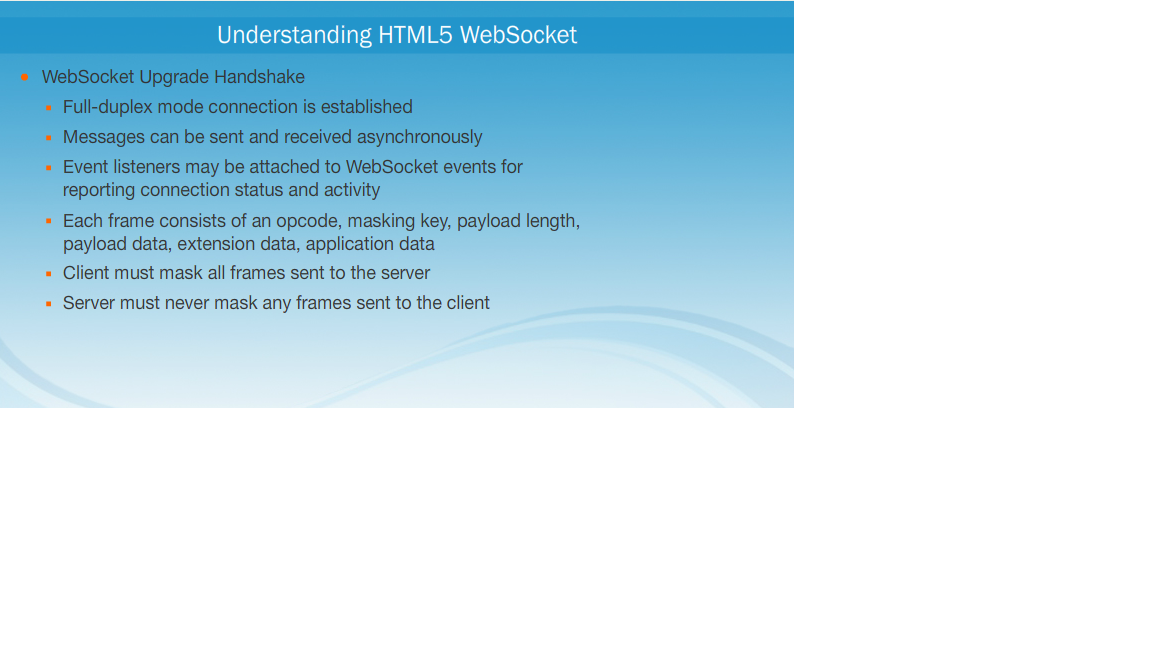 Understanding HTML5 WebSocket
WebSocket Upgrade Handshake
Full-duplex mode connection is established
Messages can be sent and received asynchronously
Event listeners may be attached to WebSocket events for
reporting connection status and activity
Each frame consists of an opcode, masking key, payload length,
payload data, extension data, application data
Client must mask all frames sent to the server
Server must never mask any frames sent to the client